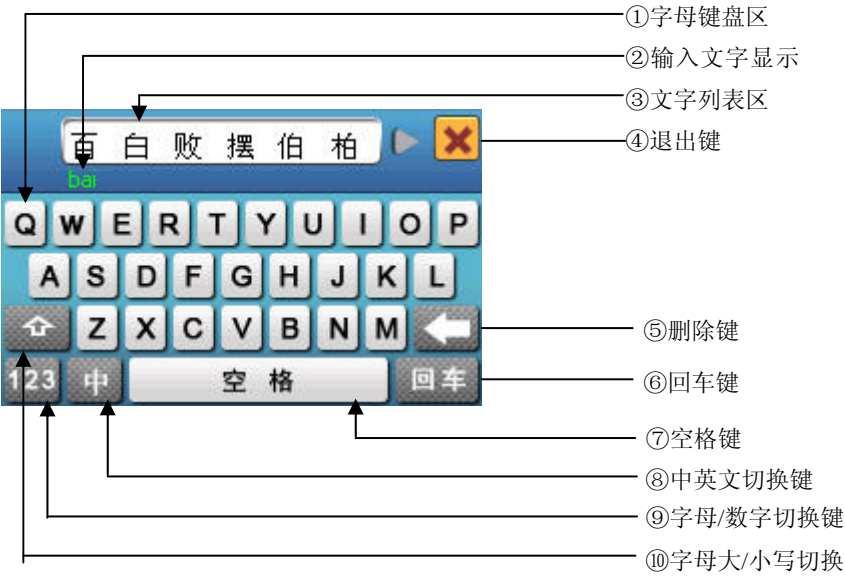 ①字母键盘区
②输入文字显示
③文字列表区
④退出键
百 白 败 摆 伯 柏
bai
Q W E R T Y U I O P
A S D F G H J K L
Z X C V B N M
⑤删除键
123 中 空 格 回车
⑥回车键
⑦空格键
⑧中英文切换键
⑨字母/数字切换键
⑩字母大/小写切换